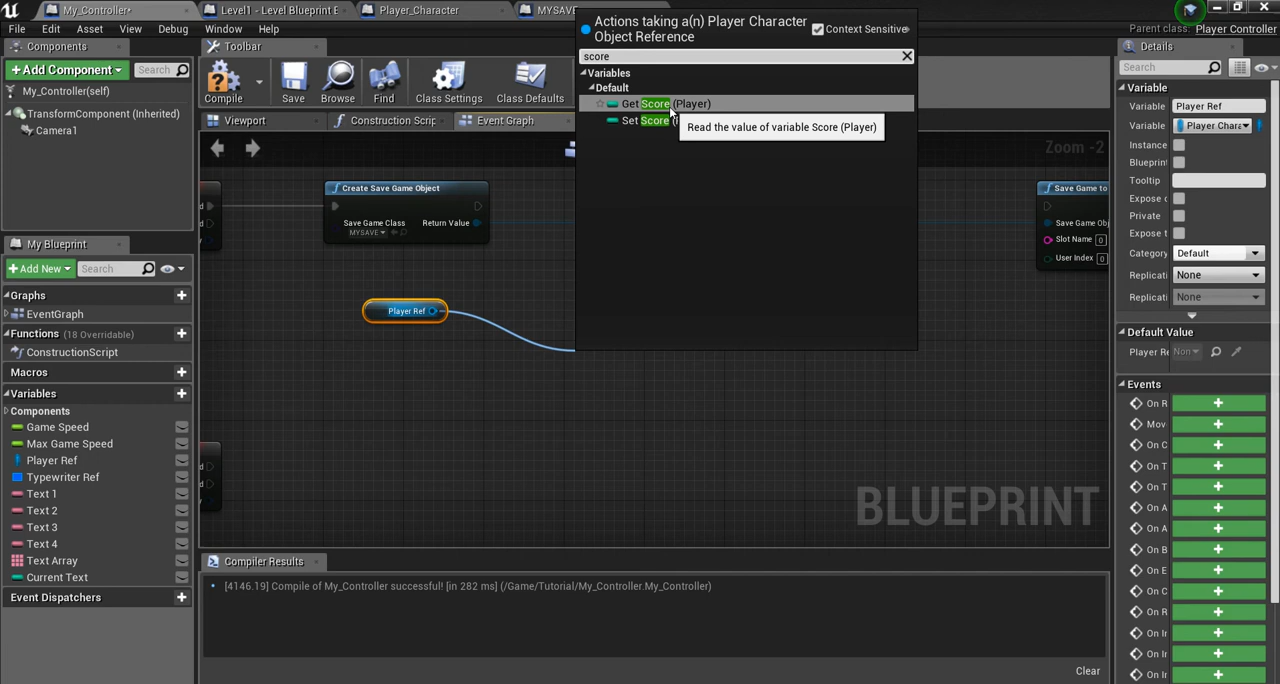 My_Controller*
Level1 - Level Blueprint E
Player_Character
MYSAVE
File Edit Asset View Debug Window Help
Parent class: Player Controller
Components
+Add Component
Search
My_Controller(self)
TransformComponent (Inherited)
Camera1
Toolbar
Compile
Save
Browse
Find
Class Settings
Class Defaults
Viewport
Construction Scrip
Event Graph
Zoom -2
Actions taking a(n) Player Character
Object Reference
Context Sensitive
score
Variables
Default
Get Score (Player)
Set Score (
Read the value of variable Score (Player)
Create Save Game Object
Save Game Class
MYSAVE
Return Value
Save Game to
Save Game Obj
Slot Name 0
User Index 0
Player Ref
BLUEPRINT
My Blueprint
+Add New
Search
Graphs
EventGraph
Functions (18 Overridable)
ConstructionScript
Macros
Variables
Components
Game Speed
Max Game Speed
Player Ref
Typewriter Ref
Text 1
Text 2
Text 3
Text 4
Text Array
Current Text
Event Dispatchers
Compiler Results
[4146.19] Compile of My_Controller successful! [in 282 ms] (/Game/Tutorial/My_Controller.My_Controller)
Clear
Details
Search
Variable
Variable Player Ref
Variable Player Chara
Instance
Blueprint
Tooltip
Expose c
Private
Expose t
Category Default
Replicati None
Replicati None
Default Value
Player Re Non
Events
On R
Mov
On C
On T
On T
On A
On A
On B
On E
On C
On R
On In
On Ir
On In